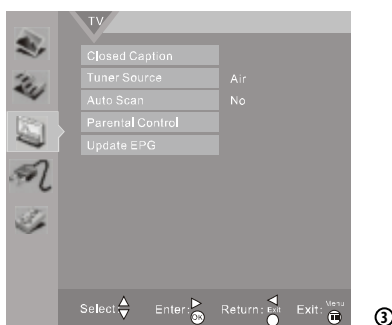 TV
Closed Caption
Tuner Source Air
Auto Scan No
Parental Control
Update EPG
Select Enter: OK Return: Exit Exit: Menu
③